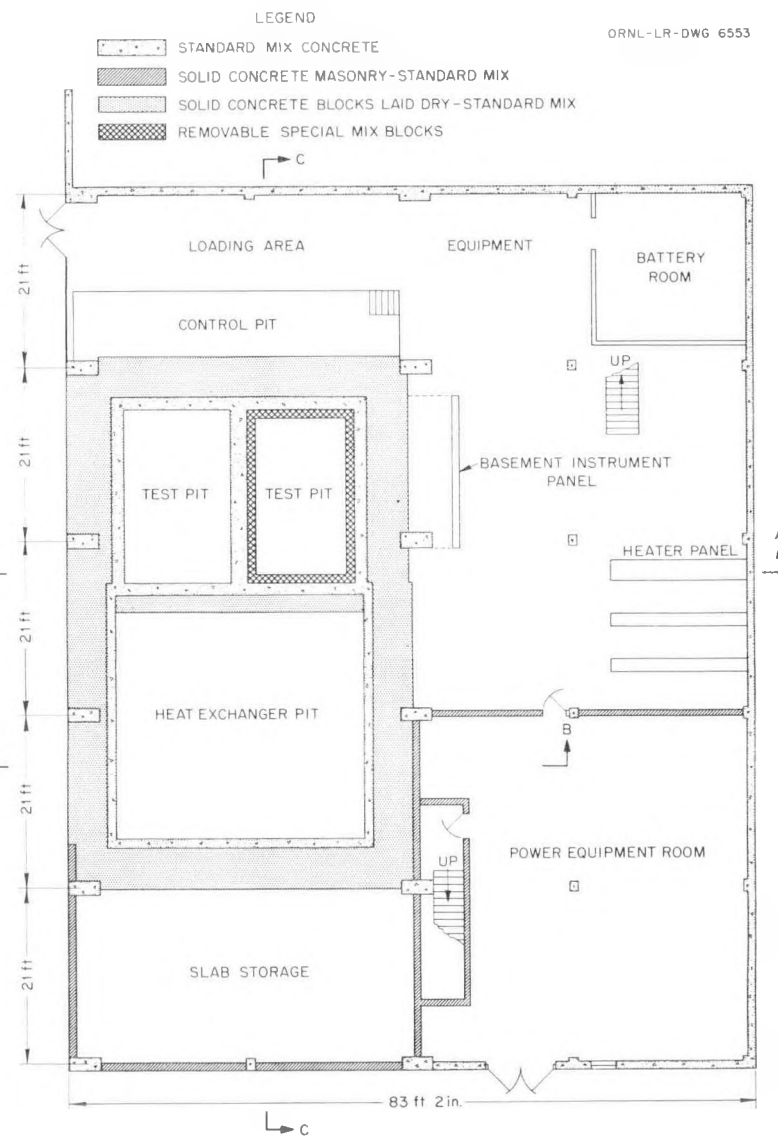 LEGEND
ORNL-LR-DWG 6553
STANDARD MIX CONCRETE
SOLID CONCRETE MASONRY-STANDARD MIX
SOLID CONCRETE BLOCKS LAID DRY-STANDARD MIX
REMOVABLE SPECIAL MIX BLOCKS
C
21 ft
LOADING AREA
EQUIPMENT
BATTERY
ROOM
CONTROL PIT
21 ft
UP
BASEMENT INSTRUMENT
PANEL
TEST PIT
TEST PIT
HEATER PANEL
21 ft
HEAT EXCHANGER PIT
B
21 ft
POWER EQUIPMENT ROOM
UP
21 ft
SLAB STORAGE
83 ft 2 in.
C